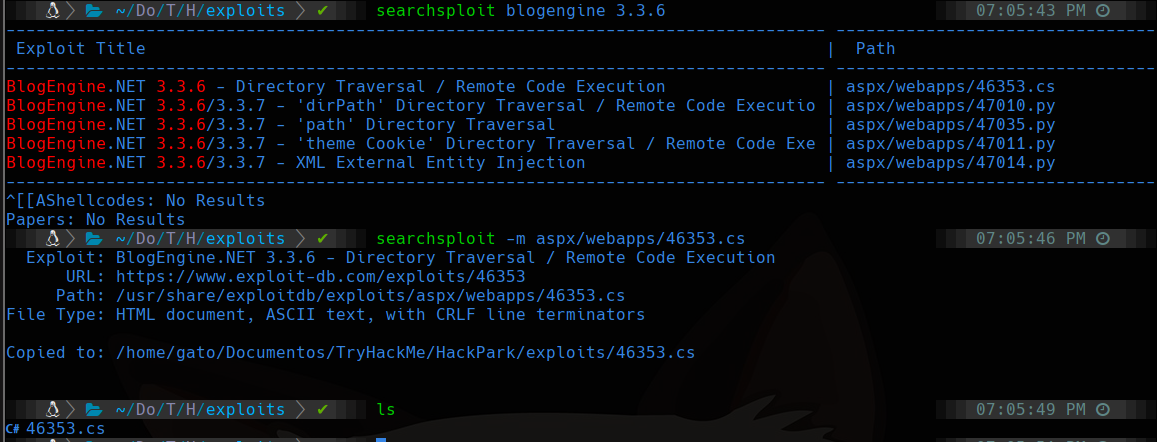 ~/Do/T/H/exploits ✔ searchsploit blogengine 3.3.6 07:05:43 PM
--------------------------------------------------------------------------------- --------------------------------
Exploit Title | Path
--------------------------------------------------------------------------------- --------------------------------
BlogEngine.NET 3.3.6 - Directory Traversal / Remote Code Execution | aspx/webapps/46353.cs
BlogEngine.NET 3.3.6/3.3.7 - 'dirPath' Directory Traversal / Remote Code Executio | aspx/webapps/47010.py
BlogEngine.NET 3.3.6/3.3.7 - 'path' Directory Traversal | aspx/webapps/47035.py
BlogEngine.NET 3.3.6/3.3.7 - 'theme Cookie' Directory Traversal / Remote Code Exe | aspx/webapps/47011.py
BlogEngine.NET 3.3.6/3.3.7 - XML External Entity Injection | aspx/webapps/47014.py
--------------------------------------------------------------------------------- --------------------------------
^[[AShellcodes: No Results
Papers: No Results
~/Do/T/H/exploits ✔ searchsploit -m aspx/webapps/46353.cs 07:05:46 PM
Exploit: BlogEngine.NET 3.3.6 - Directory Traversal / Remote Code Execution
URL: https://www.exploit-db.com/exploits/46353
Path: /usr/share/exploitdb/exploits/aspx/webapps/46353.cs
File Type: HTML document, ASCII text, with CRLF line terminators
Copied to: /home/gato/Documentos/TryHackMe/HackPark/exploits/46353.cs
~/Do/T/H/exploits ✔ ls 07:05:49 PM
C# 46353.cs